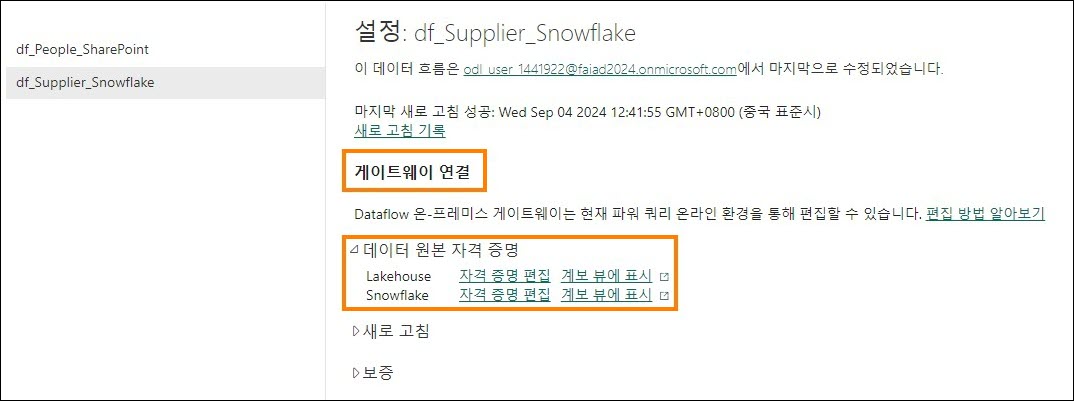 df_People_SharePoint
df_Supplier_Snowflake
설정: df_Supplier_Snowflake
이 데이터 흐름은 odl_user_1441922@faiad2024.onmicrosoft.com에서 마지막으로 수정되었습니다.
마지막 새로 고침 성공: Wed Sep 04 2024 12:41:55 GMT+0800 (중국 표준시)
새로 고침 기록
게이트웨이 연결
Dataflow 온-프레미스 게이트웨이는 현재 파워 쿼리 온라인 환경을 통해 편집할 수 있습니다. 편집 방법 알아보기
데이터 원본 자격 증명
Lakehouse 자격 증명 편집 계보 뷰에 표시
Snowflake 자격 증명 편집 계보 뷰에 표시
새로 고침
보증